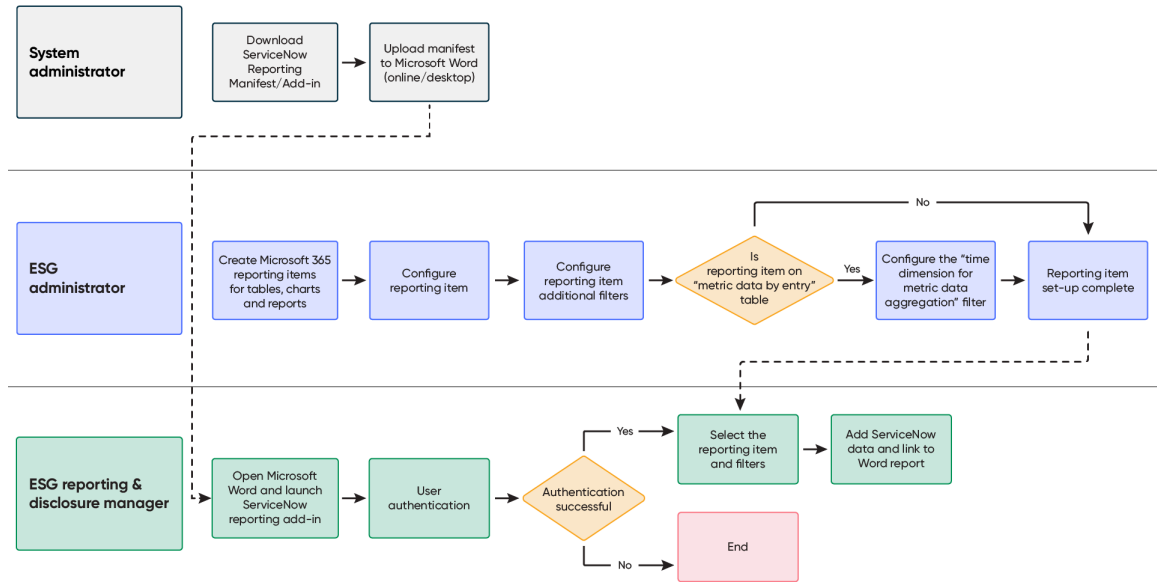 System
administrator
Download
ServiceNow
Reporting
Manifest/Add-in
Upload manifest
to Microsoft Word
(online/desktop)
ESG
administrator
Create Microsoft 365
reporting items
for tables, charts
and reports
Configure
reporting item
Configure
reporting item
additional filters
Is
reporting item on
“metric data by entry”
table
No
Yes
Configure the “time
dimension for
metric data
aggregation” filter
Reporting item
set-up complete
ESG reporting &
disclosure manager
Open Microsoft
Word and launch
ServiceNow
reporting add-in
User
authentication
Authentication
successful
Yes
Select the
reporting item
and filters
Add ServiceNow
data and link to
Word report
No
End